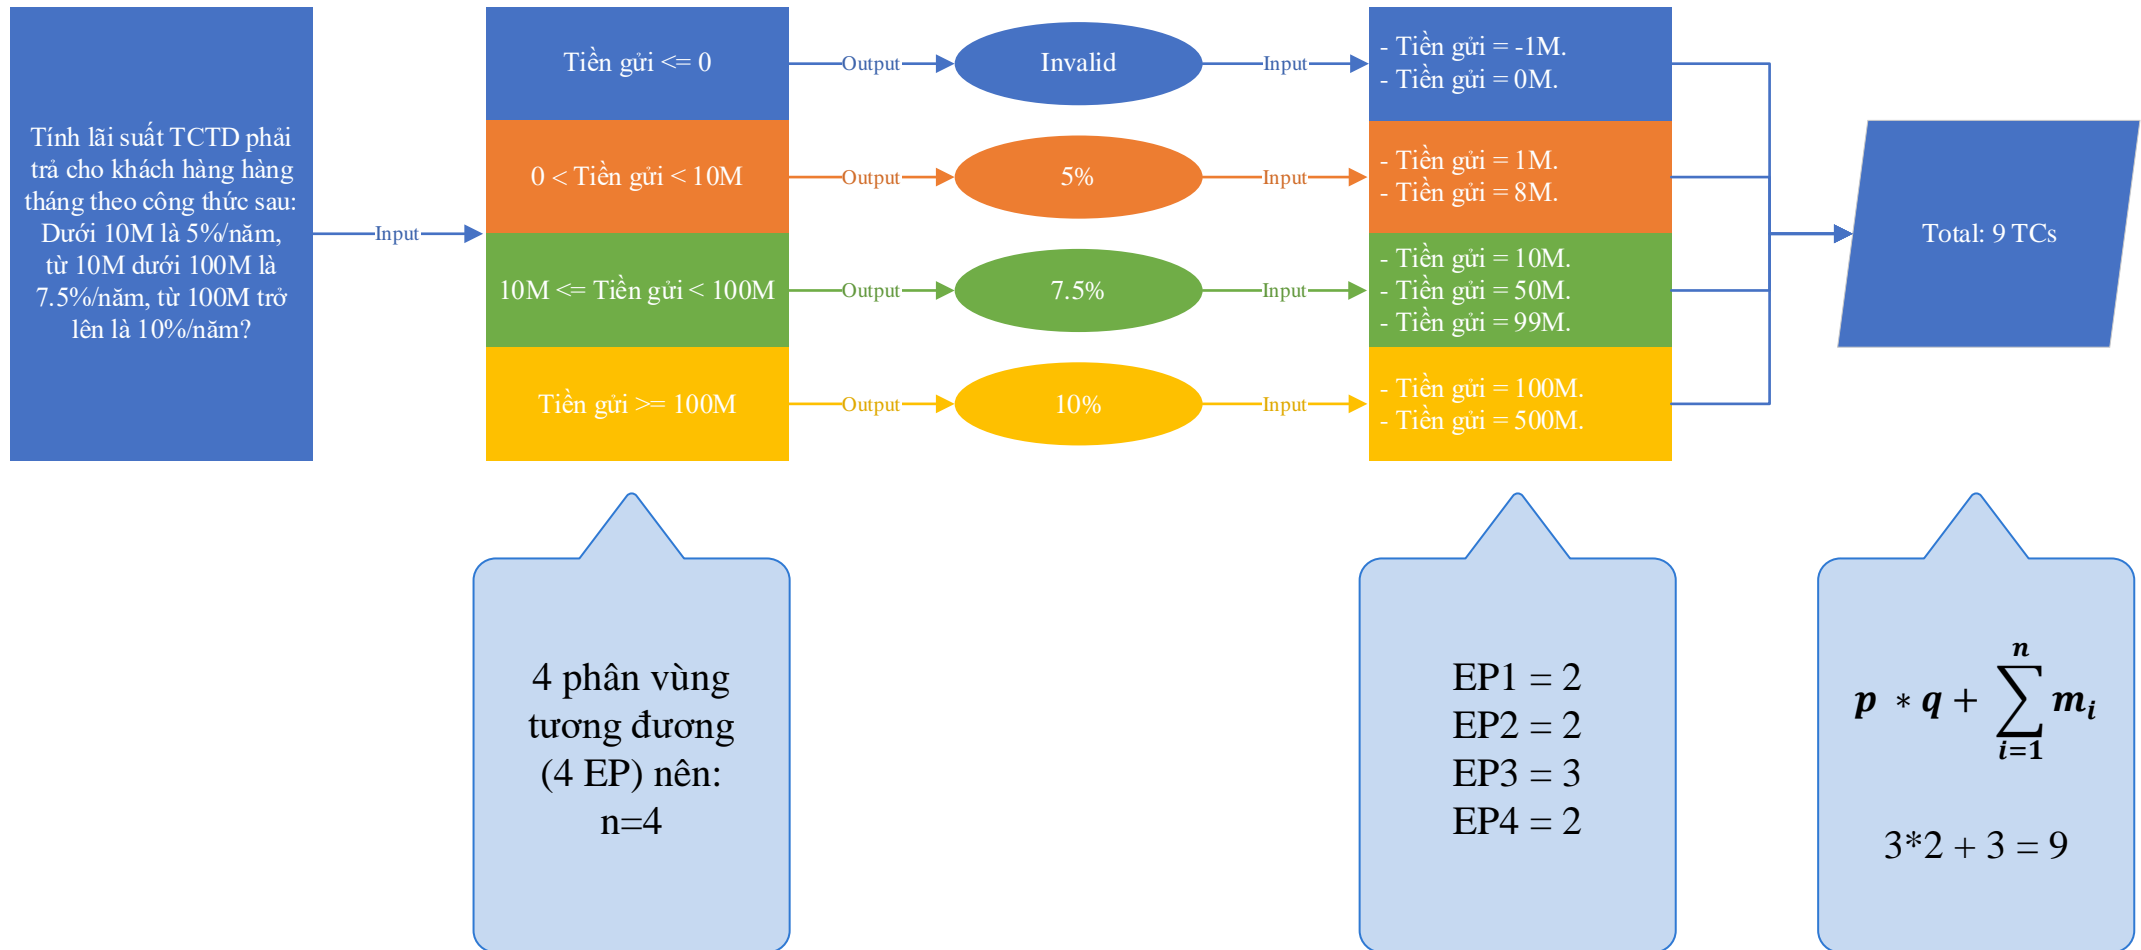 Tính lãi suất TCTD phải
trả cho khách hàng hàng
tháng theo công thức sau:
Dưới 10M là 5%/năm,
từ 10M dưới 100M là
7.5%/năm, từ 100M trở
lên là 10%/năm?
Input
Tiền gửi <= 0
Output
Invalid
Input
- Tiền gửi = -1M.
- Tiền gửi = 0M.
0 < Tiền gửi < 10M
Output
5%
Input
- Tiền gửi = 1M.
- Tiền gửi = 8M.
10M <= Tiền gửi < 100M
Output
7.5%
Input
- Tiền gửi = 10M.
- Tiền gửi = 50M.
- Tiền gửi = 99M.
Tiền gửi >= 100M
Output
10%
Input
- Tiền gửi = 100M.
- Tiền gửi = 500M.
Total: 9 TCs
4 phân vùng
tương đương
(4 EP) nên:
n=4
EP1 = 2
EP2 = 2
EP3 = 3
EP4 = 2
p * q + ∑_{i=1}^{n} m_i
3*2 + 3 = 9